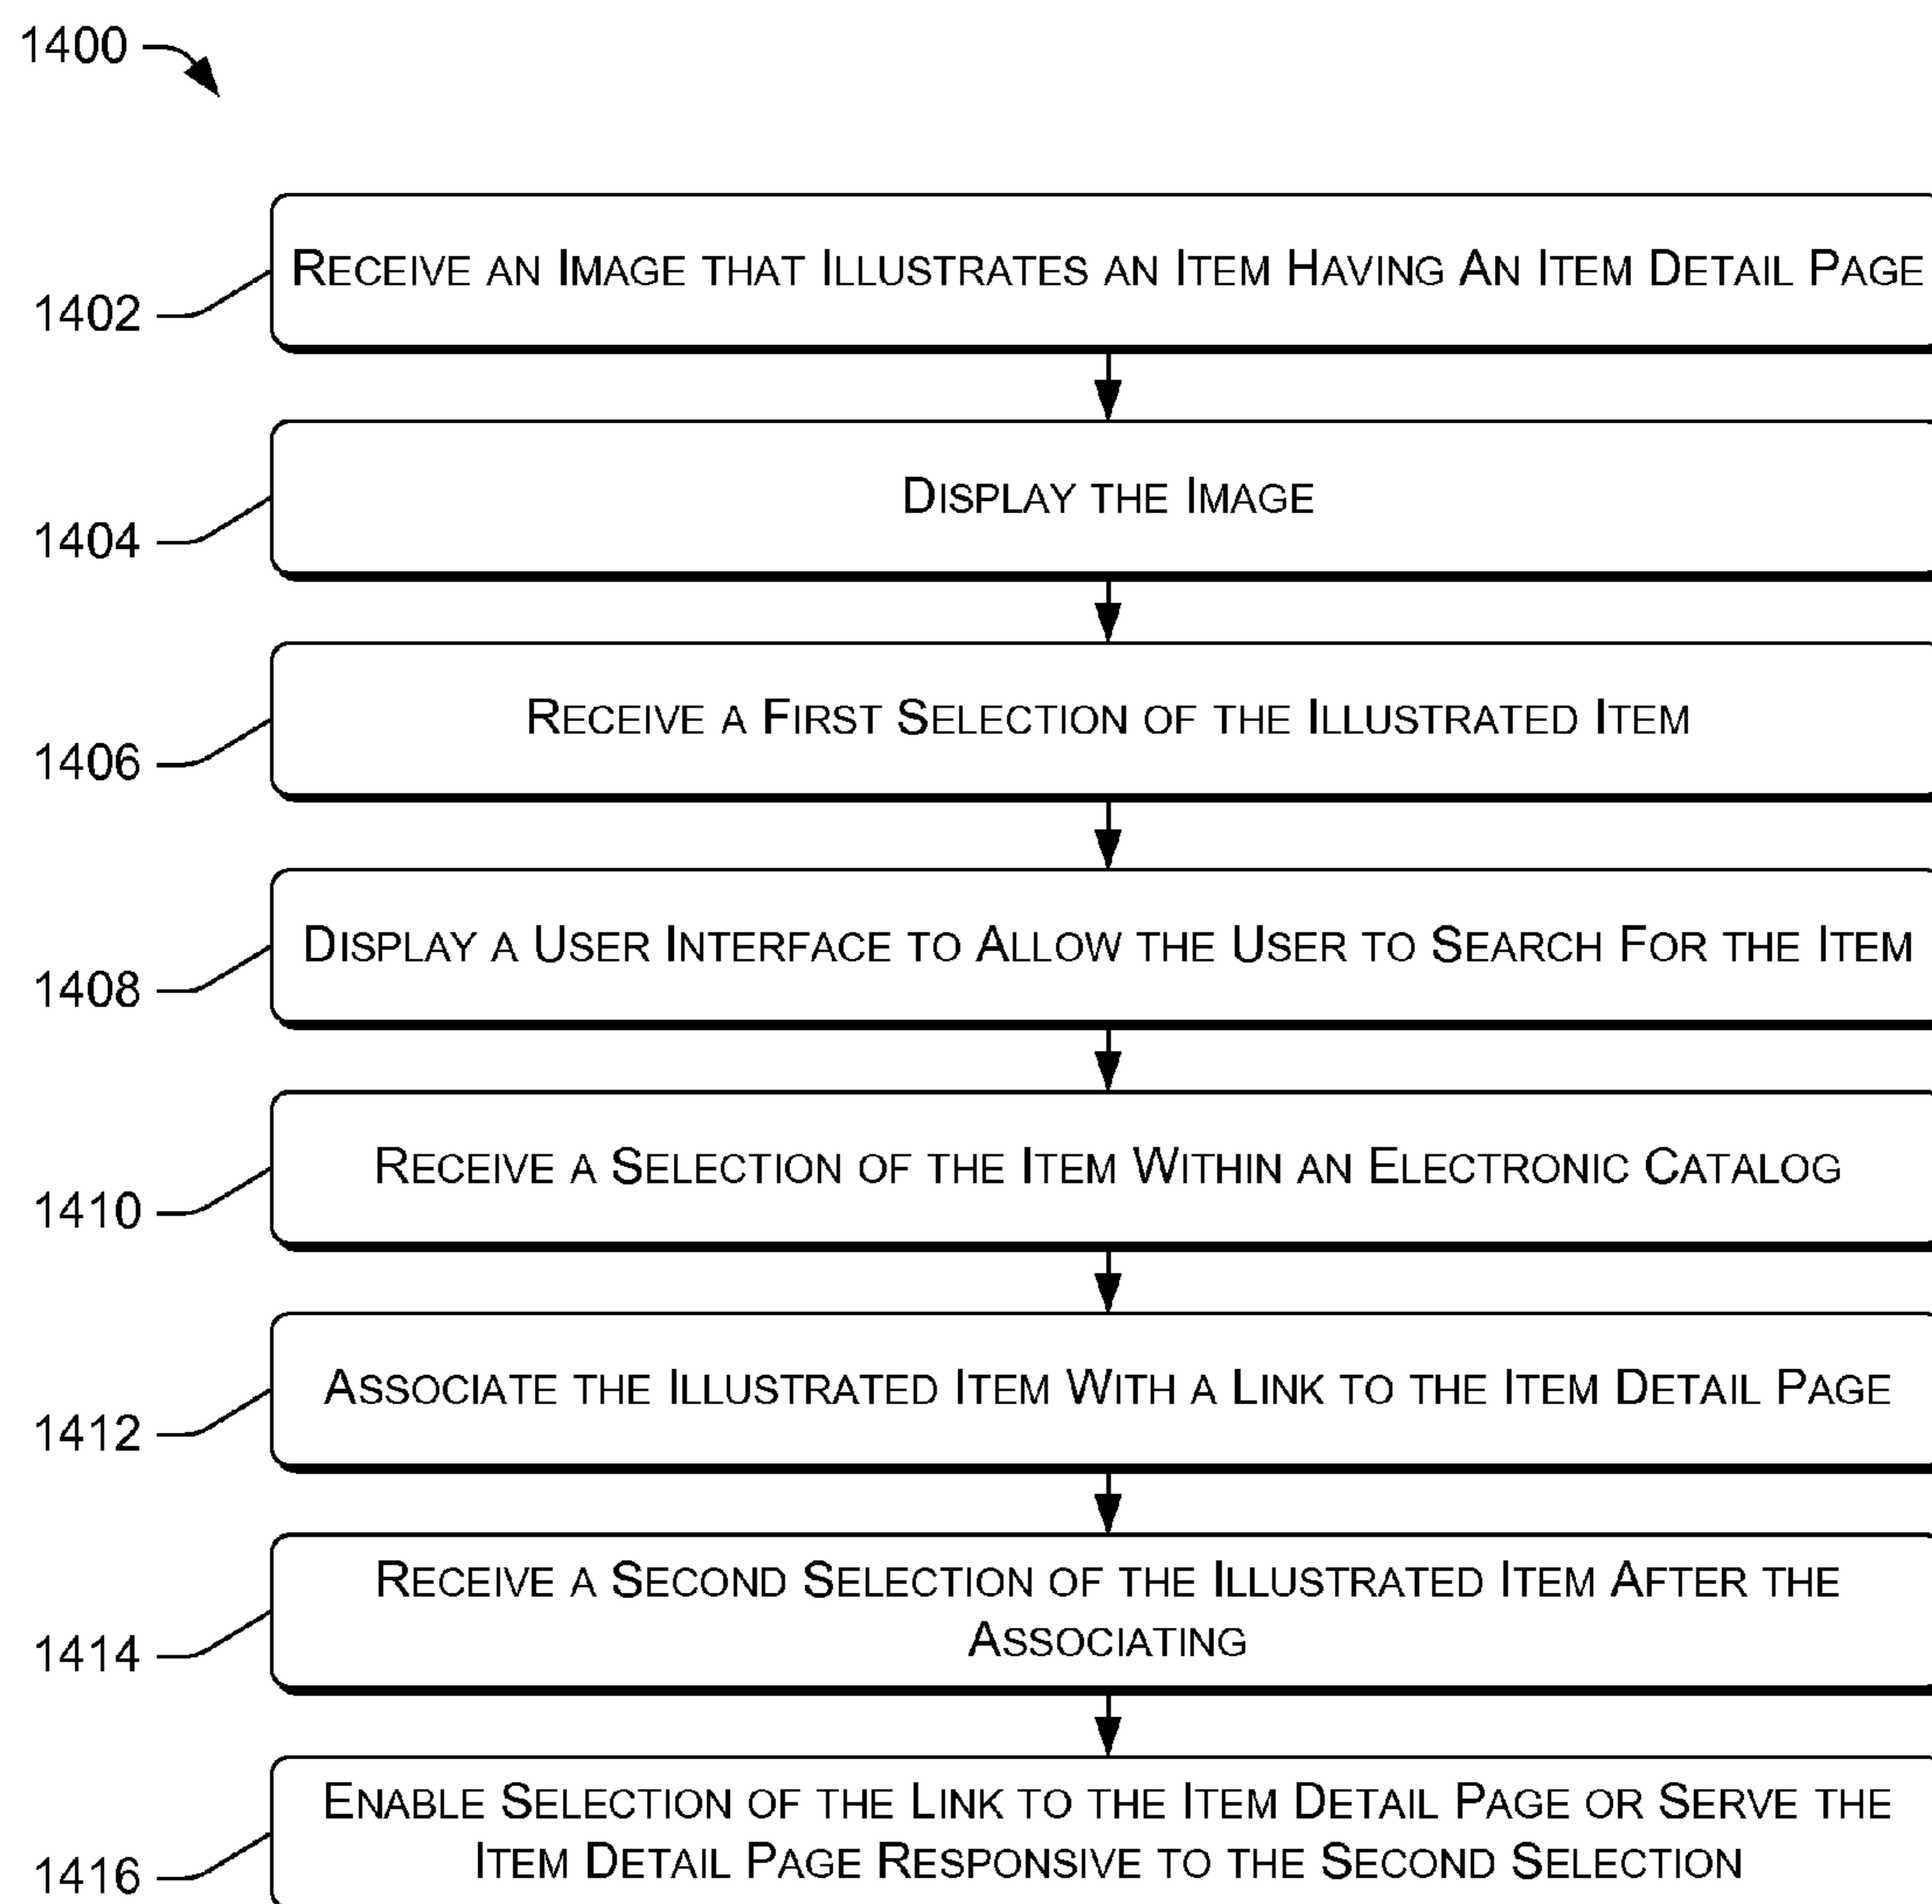 1400
RECEIVE AN IMAGE THAT ILLUSTRATES AN ITEM HAVING AN ITEM DETAIL PAGE
1402
DISPLAY THE IMAGE
1404
RECEIVE A FIRST SELECTION OF THE ILLUSTRATED ITEM
1406
DISPLAY A USER INTERFACE TO ALLOW THE USER TO SEARCH FOR THE ITEM
1408
RECEIVE A SELECTION OF THE ITEM WITHIN AN ELECTRONIC CATALOG
1410
ASSOCIATE THE ILLUSTRATED ITEM WITH A LINK TO THE ITEM DETAIL PAGE
1412
RECEIVE A SECOND SELECTION OF THE ILLUSTRATED ITEM AFTER THE
ASSOCIATING
1414
ENABLE SELECTION OF THE LINK TO THE ITEM DETAIL PAGE OR SERVE THE
ITEM DETAIL PAGE RESPONSIVE TO THE SECOND SELECTION
1416